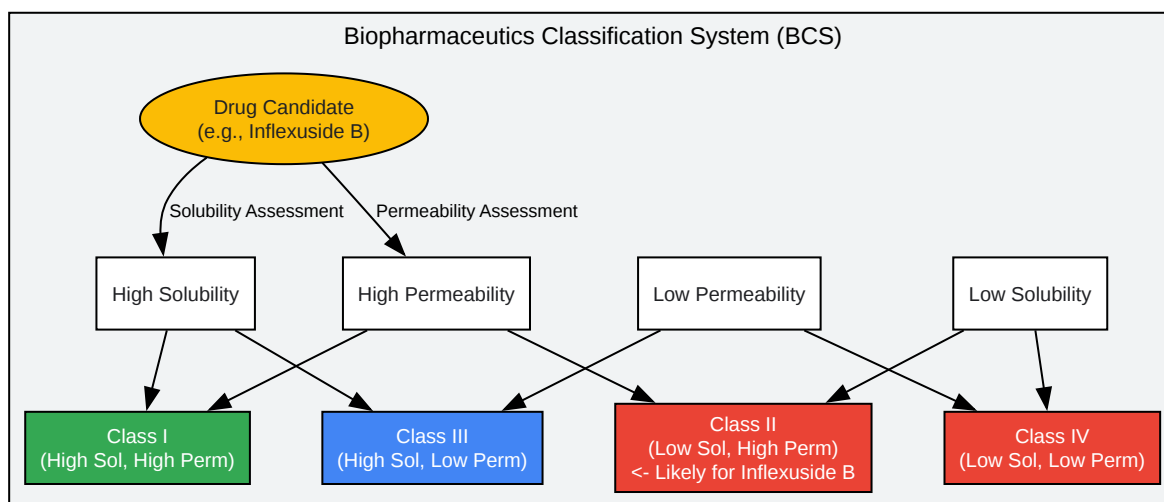 Biopharmaceutics Classification System (BCS)
Drug Candidate
(e.g., Inflexuside B)
Solubility Assessment
Permeability Assessment
High Solubility
High Permeability
Low Permeability
Low Solubility
Class I
(High Sol, High Perm)
Class III
(High Sol, Low Perm)
Class II
(Low Sol, High Perm)
<- Likely for Inflexuside B
Class IV
(Low Sol, Low Perm)